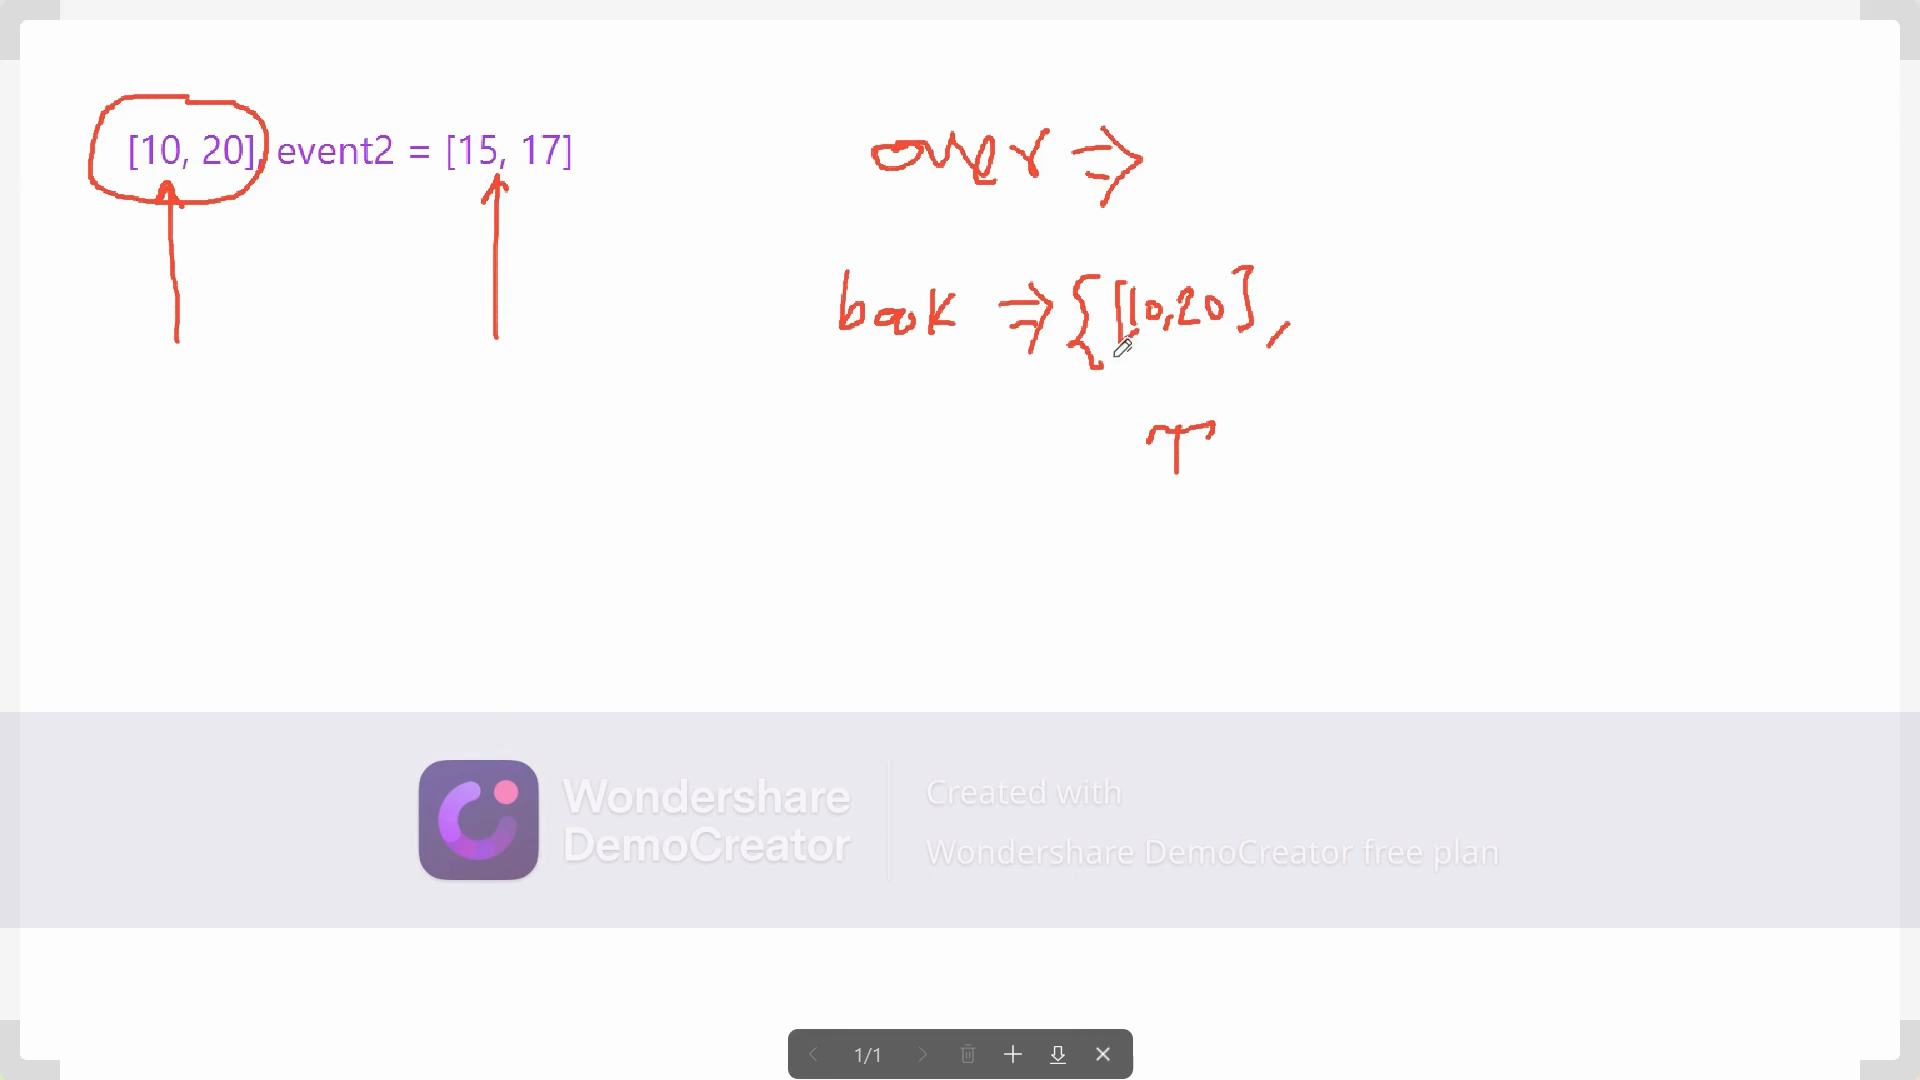 [10, 20], event2 = [15, 17]
over ⇒
book ⇒ { [10,20] ,
T
Wondershare
DemoCreator
Created with
Wondershare DemoCreator free plan
1/1